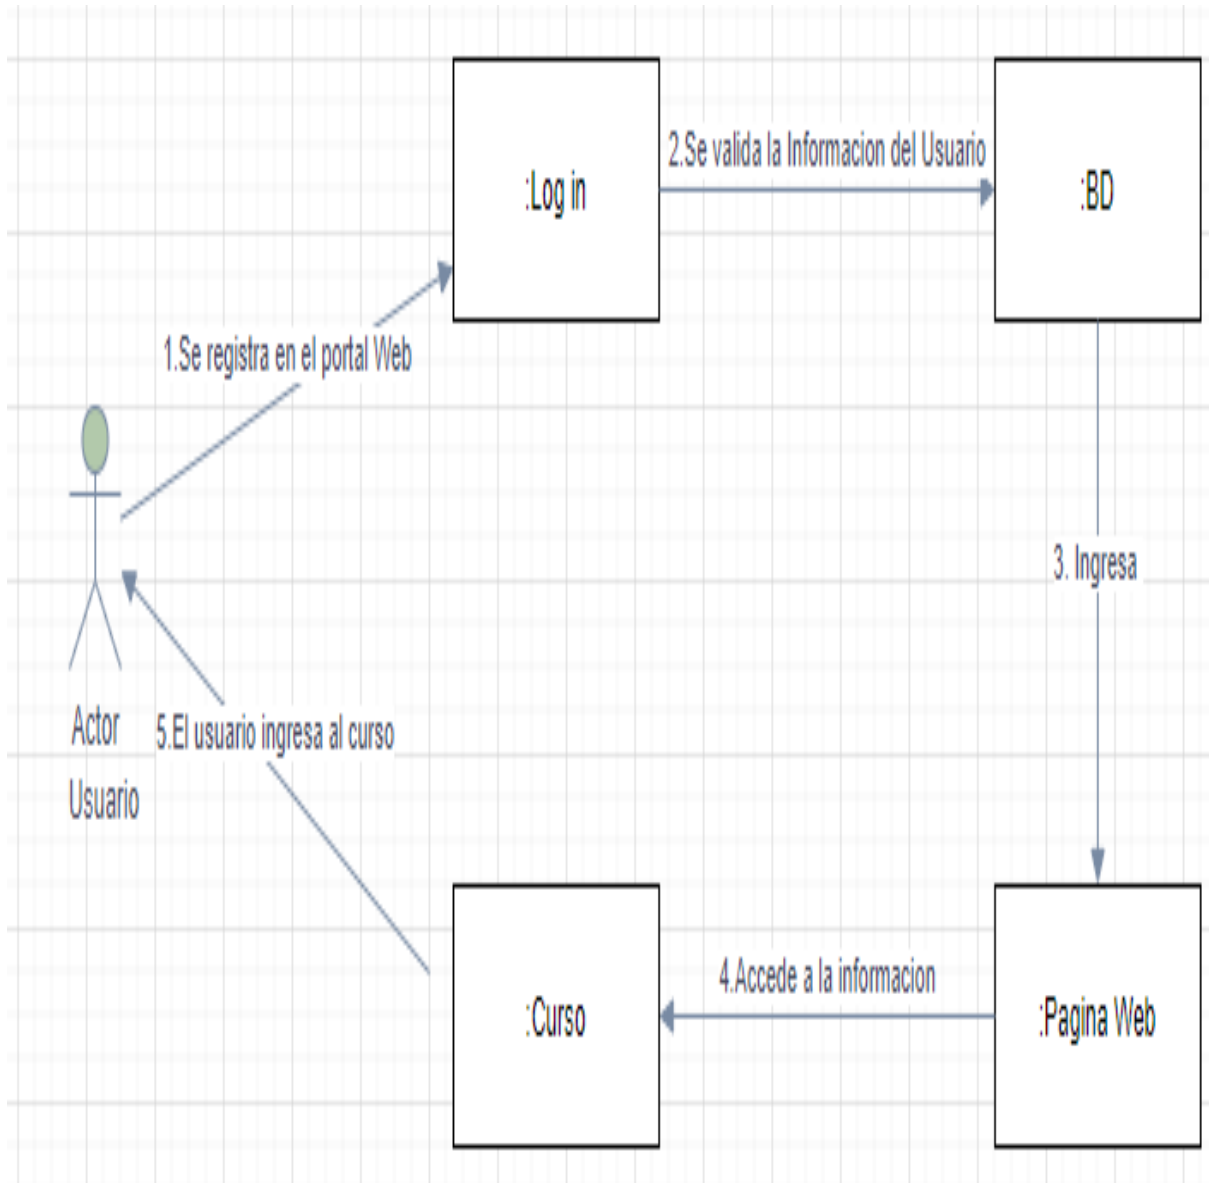 :Log in
2.Se valida la Informacion del Usuario
:BD
1.Se registra en el portal Web
3. Ingresa
Actor
Usuario
5.El usuario ingresa al curso
:Curso
4.Accede a la informacion
:Pagina Web